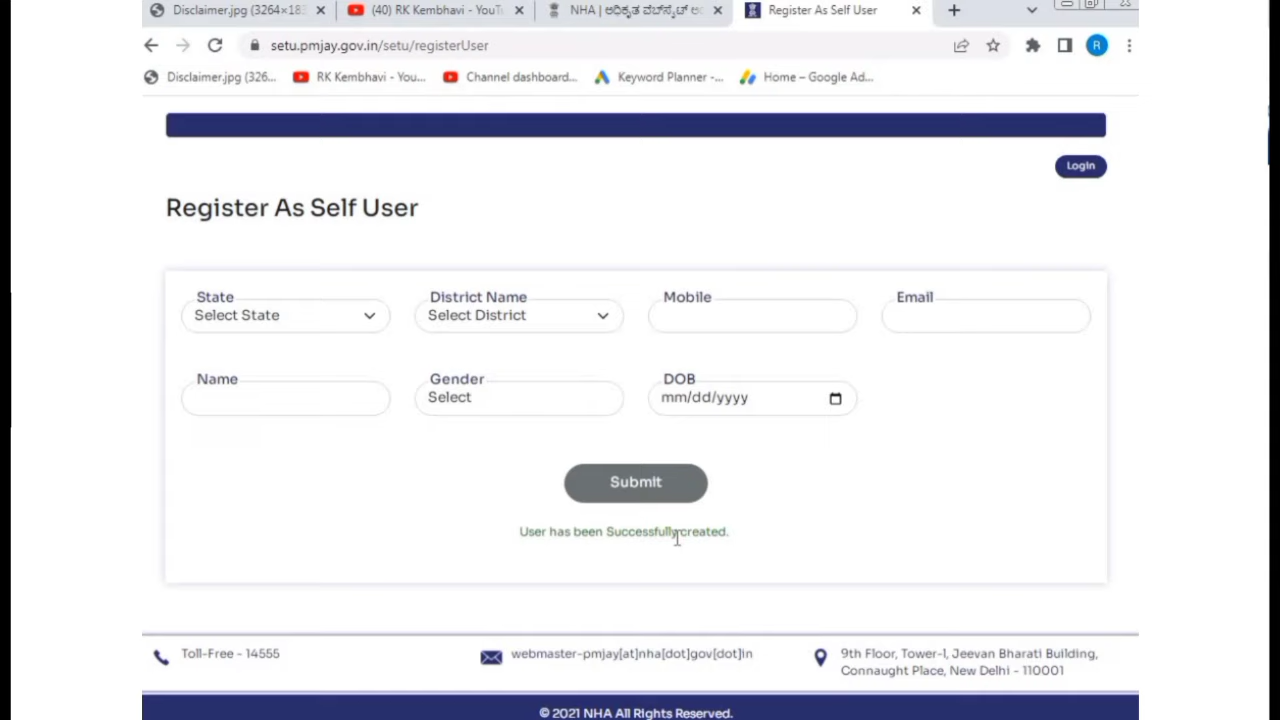 Disclaimer.jpg (3264×183
(40) RK Kembhavi - YouTu
NHA | ಅಧಿಕೃತ ವೆಬ್‌ಸೈಟ್ ಆಂ
Register As Self User
setu.pmjay.gov.in/setu/registerUser
R
Disclaimer.jpg (326...
RK Kembhavi - You...
Channel dashboard...
Keyword Planner -...
Home – Google Ad...
Login
Register As Self User
State
District Name
Mobile
Email
Select State
Select District
Name
Gender
DOB
Select
mm/dd/yyyy
Submit
User has been Successfully created.
Toll-Free - 14555
webmaster-pmjay[at]nha[dot]gov[dot]in
9th Floor, Tower-l, Jeevan Bharati Building,
Connaught Place, New Delhi - 110001
© 2021 NHA All Rights Reserved.